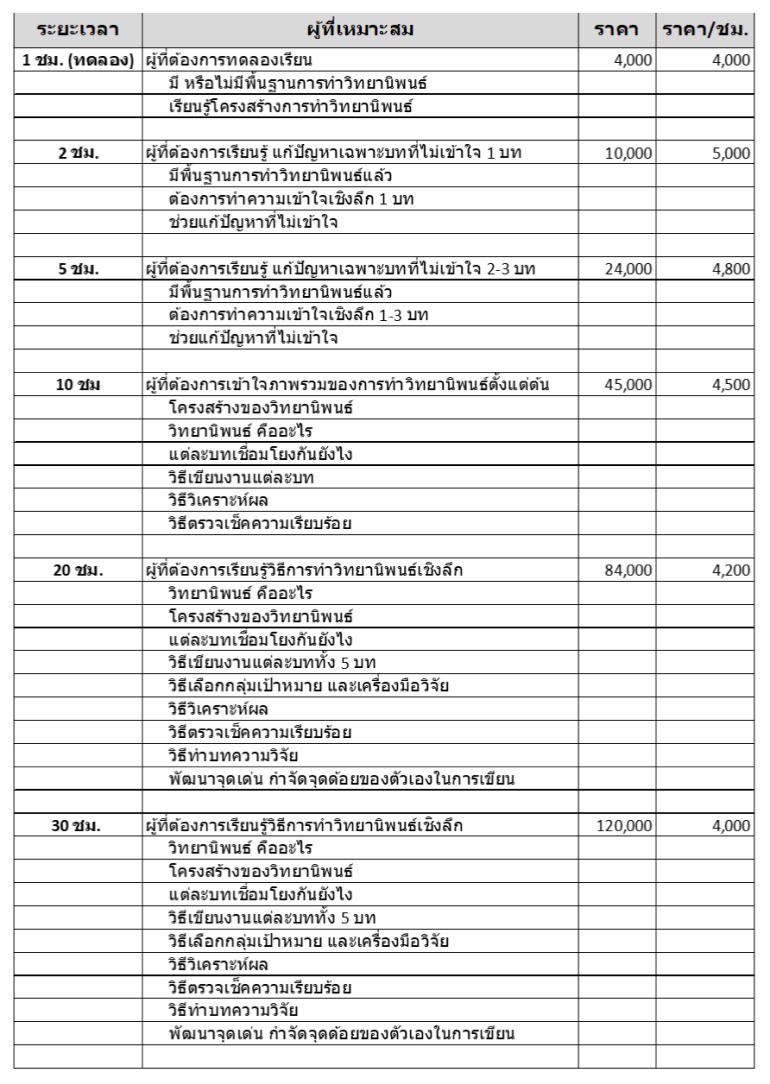 ระยะเวลา ผู้ที่เหมาะสม ราคา ราคา/ชม.
1 ชม. (ทดลอง) ผู้ที่ต้องการทดลองเรียน 4,000 4,000
มี หรือไม่มีพื้นฐานการทำวิทยานิพนธ์
เรียนรู้โครงสร้างการทำวิทยานิพนธ์
2 ชม. ผู้ที่ต้องการเรียนรู้ แก้ปัญหาเฉพาะบทที่ไม่เข้าใจ 1 บท 10,000 5,000
มีพื้นฐานการทำวิทยานิพนธ์แล้ว
ต้องการทำความเข้าใจเชิงลึก 1 บท
ช่วยแก้ปัญหาที่ไม่เข้าใจ
5 ชม. ผู้ที่ต้องการเรียนรู้ แก้ปัญหาเฉพาะบทที่ไม่เข้าใจ 2-3 บท 24,000 4,800
มีพื้นฐานการทำวิทยานิพนธ์แล้ว
ต้องการทำความเข้าใจเชิงลึก 1-3 บท
ช่วยแก้ปัญหาที่ไม่เข้าใจ
10 ชม ผู้ที่ต้องการเข้าใจภาพรวมของการทำวิทยานิพนธ์ตั้งแต่ต้น 45,000 4,500
โครงสร้างของวิทยานิพนธ์
วิทยานิพนธ์ คืออะไร
แต่ละบทเชื่อมโยงกันยังไง
วิธีเขียนงานแต่ละบท
วิธีวิเคราะห์ผล
วิธีตรวจเช็คความเรียบร้อย
20 ชม. ผู้ที่ต้องการเรียนรู้วิธีการทำวิทยานิพนธ์เชิงลึก 84,000 4,200
วิทยานิพนธ์ คืออะไร
โครงสร้างของวิทยานิพนธ์
แต่ละบทเชื่อมโยงกันยังไง
วิธีเขียนงานแต่ละบททั้ง 5 บท
วิธีเลือกกลุ่มเป้าหมาย และเครื่องมือวิจัย
วิธีวิเคราะห์ผล
วิธีตรวจเช็คความเรียบร้อย
วิธีทำบทความวิจัย
พัฒนาจุดเด่น กำจัดจุดด้อยของตัวเองในการเขียน
30 ชม. ผู้ที่ต้องการเรียนรู้วิธีการทำวิทยานิพนธ์เชิงลึก 120,000 4,000
วิทยานิพนธ์ คืออะไร
โครงสร้างของวิทยานิพนธ์
แต่ละบทเชื่อมโยงกันยังไง
วิธีเขียนงานแต่ละบททั้ง 5 บท
วิธีเลือกกลุ่มเป้าหมาย และเครื่องมือวิจัย
วิธีวิเคราะห์ผล
วิธีตรวจเช็คความเรียบร้อย
วิธีทำบทความวิจัย
พัฒนาจุดเด่น กำจัดจุดด้อยของตัวเองในการเขียน